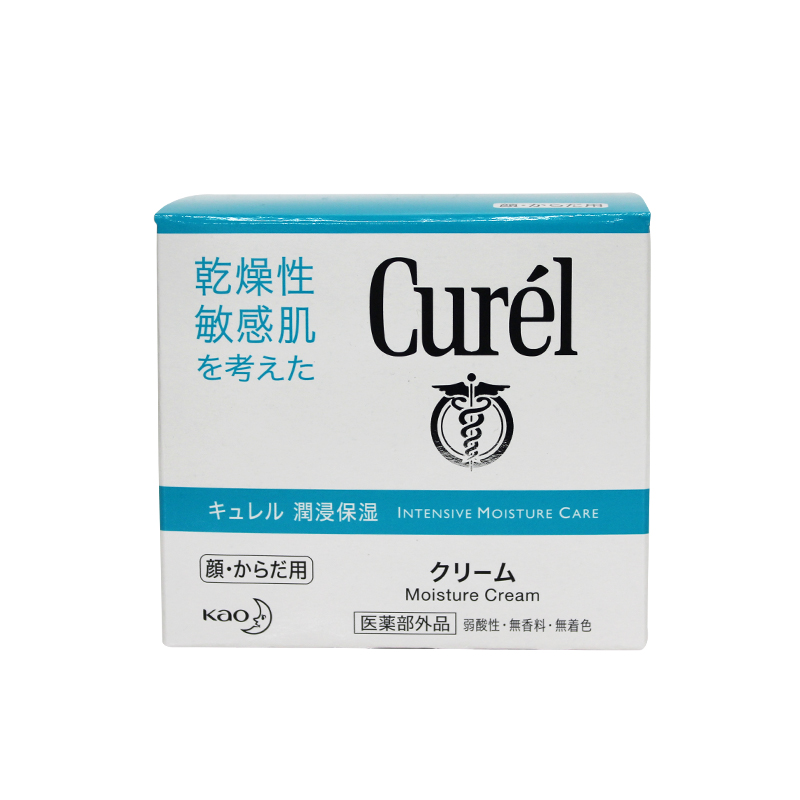 顔・からだ用
乾燥性
敏感肌
を考えた
Curél
キュレル 潤浸保湿 INTENSIVE MOISTURE CARE
顔・からだ用
クリーム
Moisture Cream
Kao
医薬部外品 弱酸性・無香料・無着色